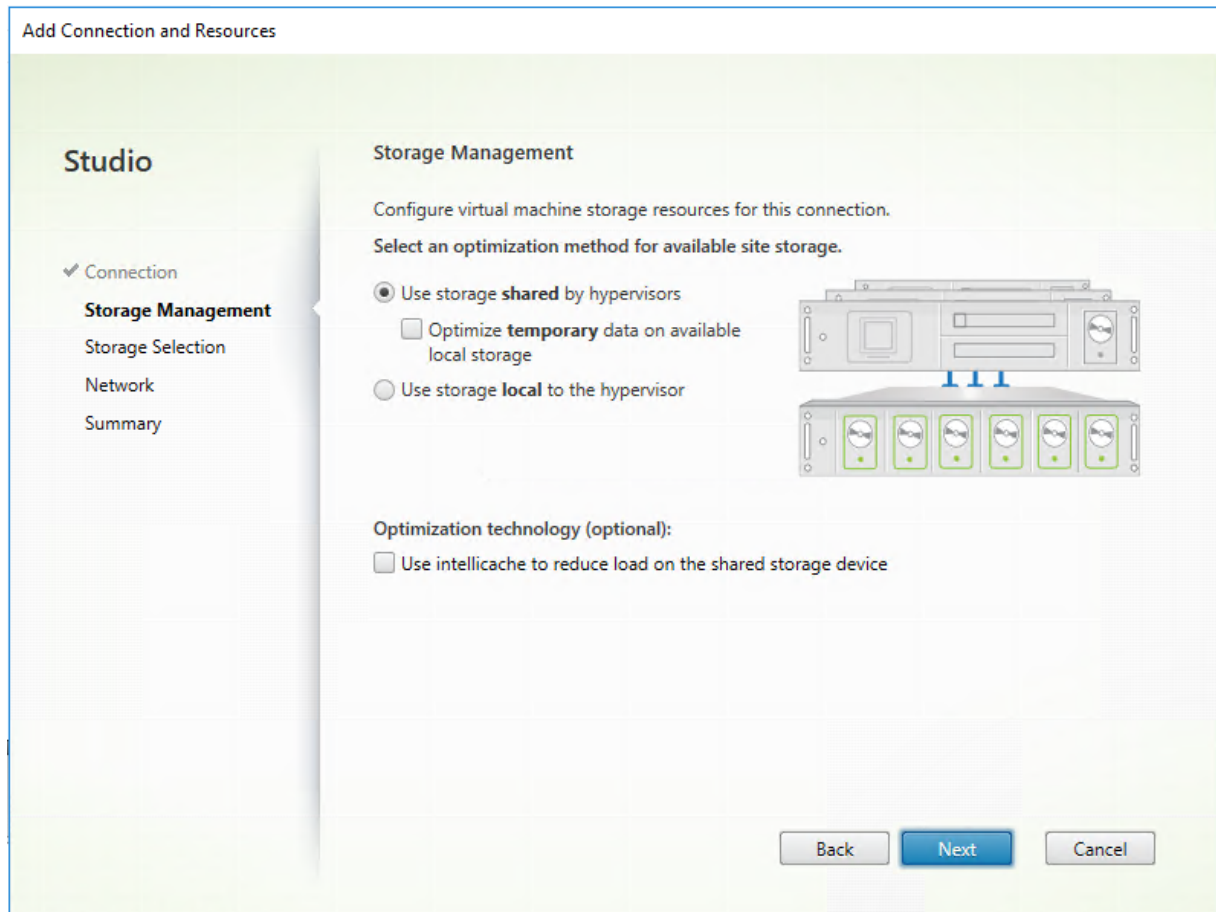 Add Connection and Resources
Studio
Connection
Storage Management
Storage Selection
Network
Summary
Storage Management
Configure virtual machine storage resources for this connection.
Select an optimization method for available site storage.
Use storage shared by hypervisors
Optimize temporary data on available
local storage
Use storage local to the hypervisor
Optimization technology (optional):
Use intellicache to reduce load on the shared storage device
Back
Next
Cancel